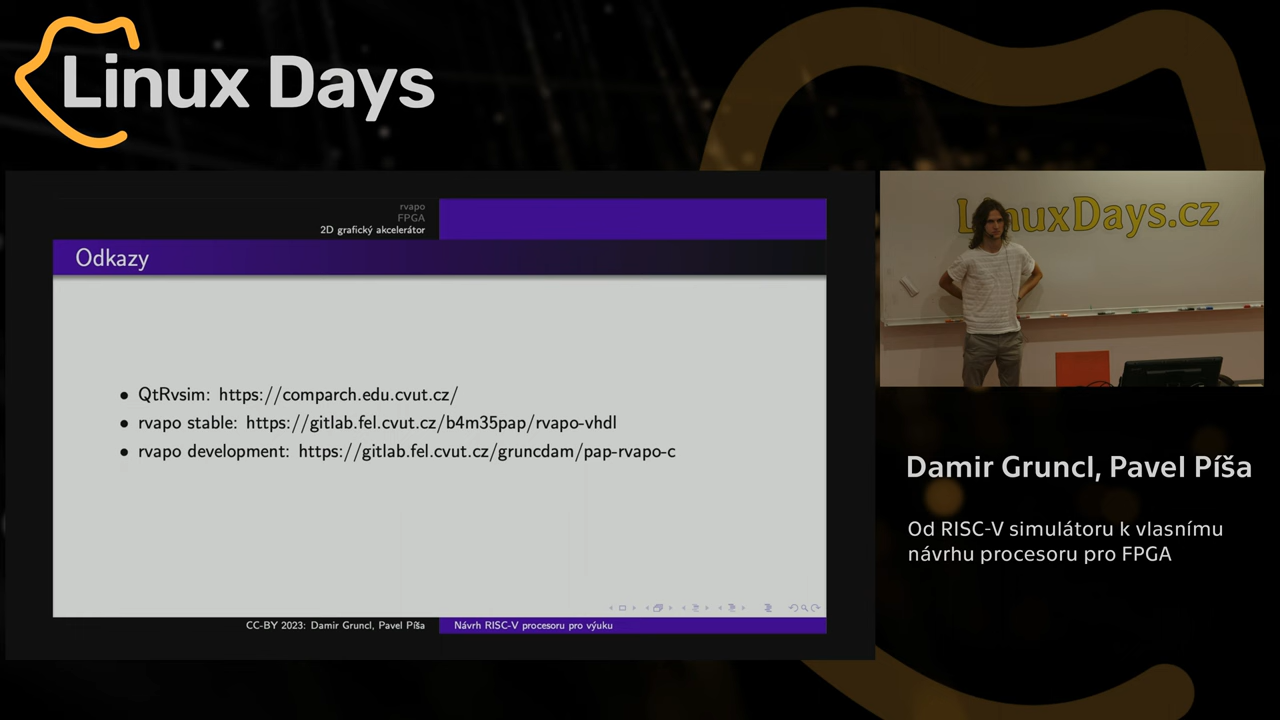 Linux Days
rvapo
FPGA
2D grafický akcelerátor
Odkazy
• QtRvsim: https://comparch.edu.cvut.cz/
• rvapo stable: https://gitlab.fel.cvut.cz/b4m35pap/rvapo-vhdl
• rvapo development: https://gitlab.fel.cvut.cz/gruncdam/pap-rvapo-c
CC-BY 2023: Damir Gruncl, Pavel Píša
Návrh RISC-V procesoru pro výuku
LinuxDays.cz
Damir Gruncl, Pavel Píša
Od RISC-V simulátoru k vlasnímu
návrhu procesoru pro FPGA